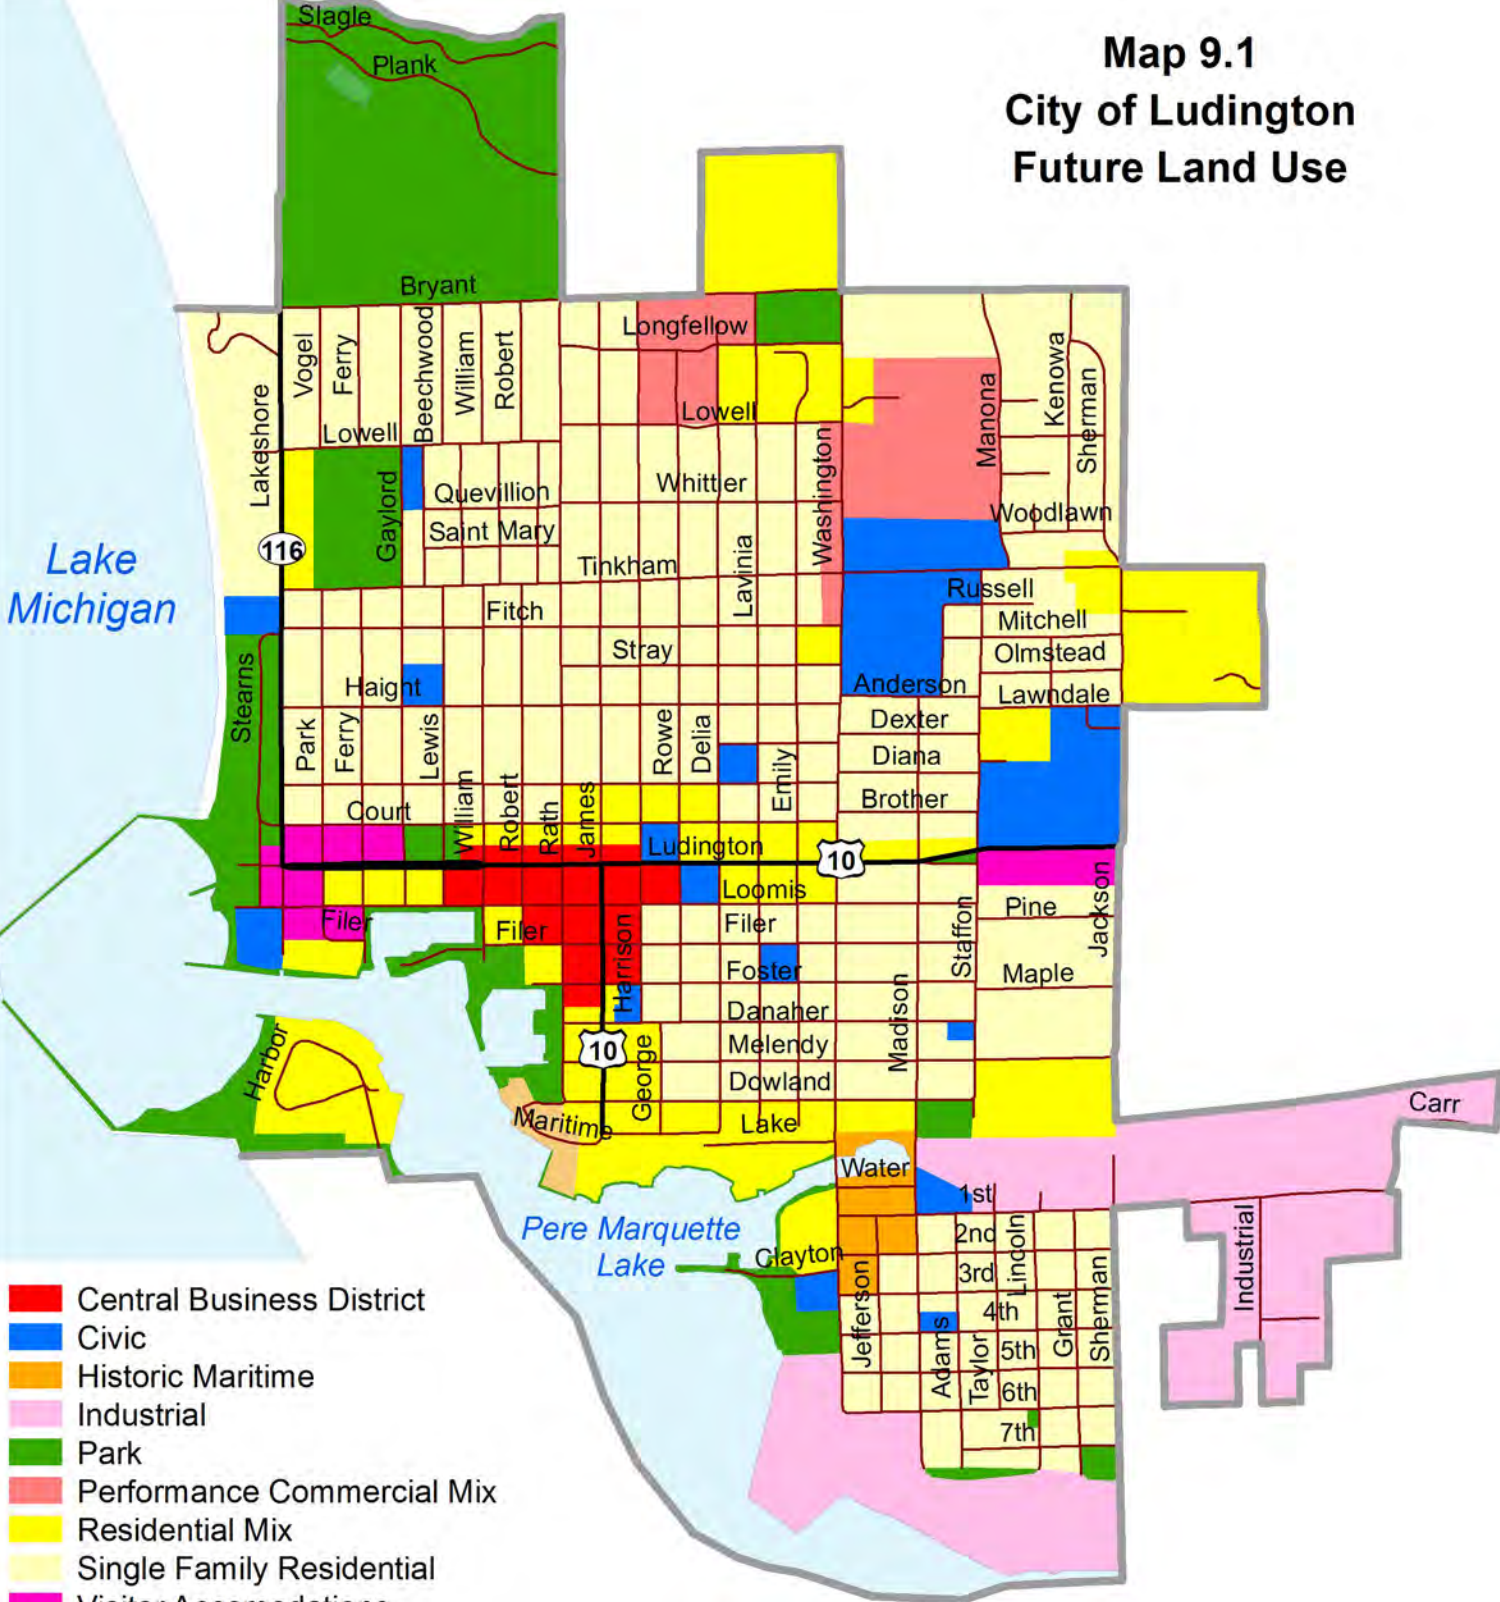 Map 9.1
City of Ludington
Future Land Use
Slagle
Plank
Bryant
Longfellow
Vogel
Ferry
Beechwood
William
Robert
Lakeshore
Lowell
Lowell
Manona
Kenowa
Sherman
Gaylord
Quevillion
Saint Mary
Whittier
Washington
Woodlawn
116
Lake
Michigan
Tinkham
Lavinia
Fitch
Russell
Mitchell
Stray
Olmstead
Stearns
Haight
Anderson
Lawndale
Park
Ferry
Lewis
Rowe
Delia
Dexter
Diana
Emily
William
Robert
Rath
James
Court
Brother
Ludington
10
Loomis
Filer
Filer
Filer
Harrison
Pine
Staffon
Jackson
Foster
Maple
Danaher
Madison
Harbor
10
George
Melendy
Dowland
Maritime
Lake
Carr
Water
1st
Pere Marquette
Lake
Clayton
2nd
Lincoln
3rd
Industrial
Jefferson
4th
Grant
Sherman
Adams
Taylor
5th
6th
7th
Central Business District
Civic
Historic Maritime
Industrial
Park
Performance Commercial Mix
Residential Mix
Single Family Residential
Visitor Accomodations